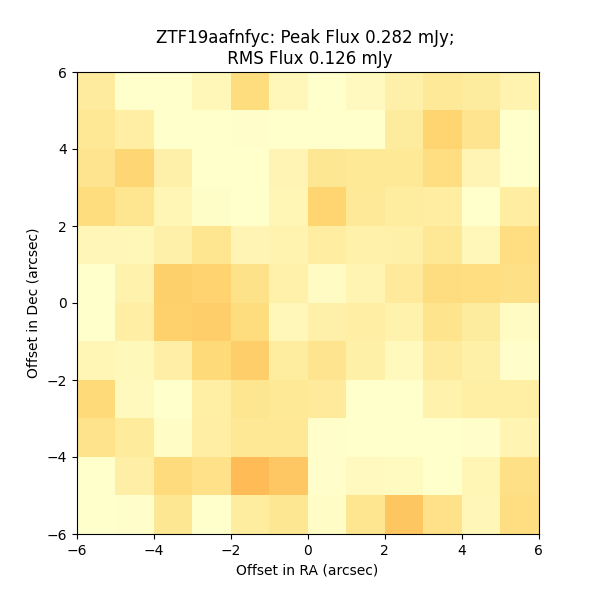 ZTF19aafnfyc: Peak Flux 0.282 mJy;
RMS Flux 0.126 mJy
6
4
2
0
−2
−4
−6
Offset in Dec (arcsec)
−6 −4 −2 0 2 4 6
Offset in RA (arcsec)